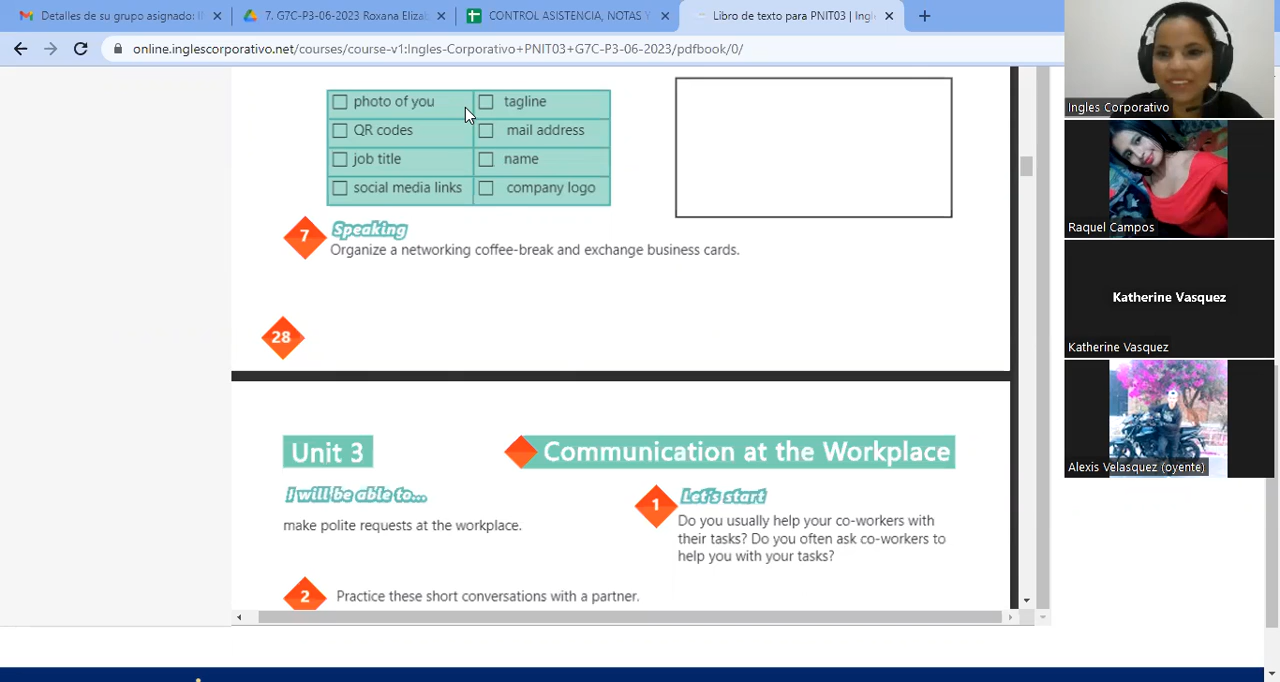 Detalles de su grupo asignado: I
7. G7C-P3-06-2023 Roxana Elizab
CONTROL ASISTENCIA, NOTAS Y
Libro de texto para PNIT03 | Ingle
online.inglescorporativo.net/courses/course-v1:Ingles-Corporativo+PNIT03+G7C-P3-06-2023/pdfbook/0/
photo of you
tagline
QR codes
mail address
job title
name
social media links
company logo
7
Speaking
Organize a networking coffee-break and exchange business cards.
28
Unit 3
Communication at the Workplace
I will be able to...
make polite requests at the workplace.
1
Let's start
Do you usually help your co-workers with
their tasks? Do you often ask co-workers to
help you with your tasks?
2
Practice these short conversations with a partner.
Ingles Corporativo
Raquel Campos
Katherine Vasquez
Katherine Vasquez
Alexis Velasquez (oyente)